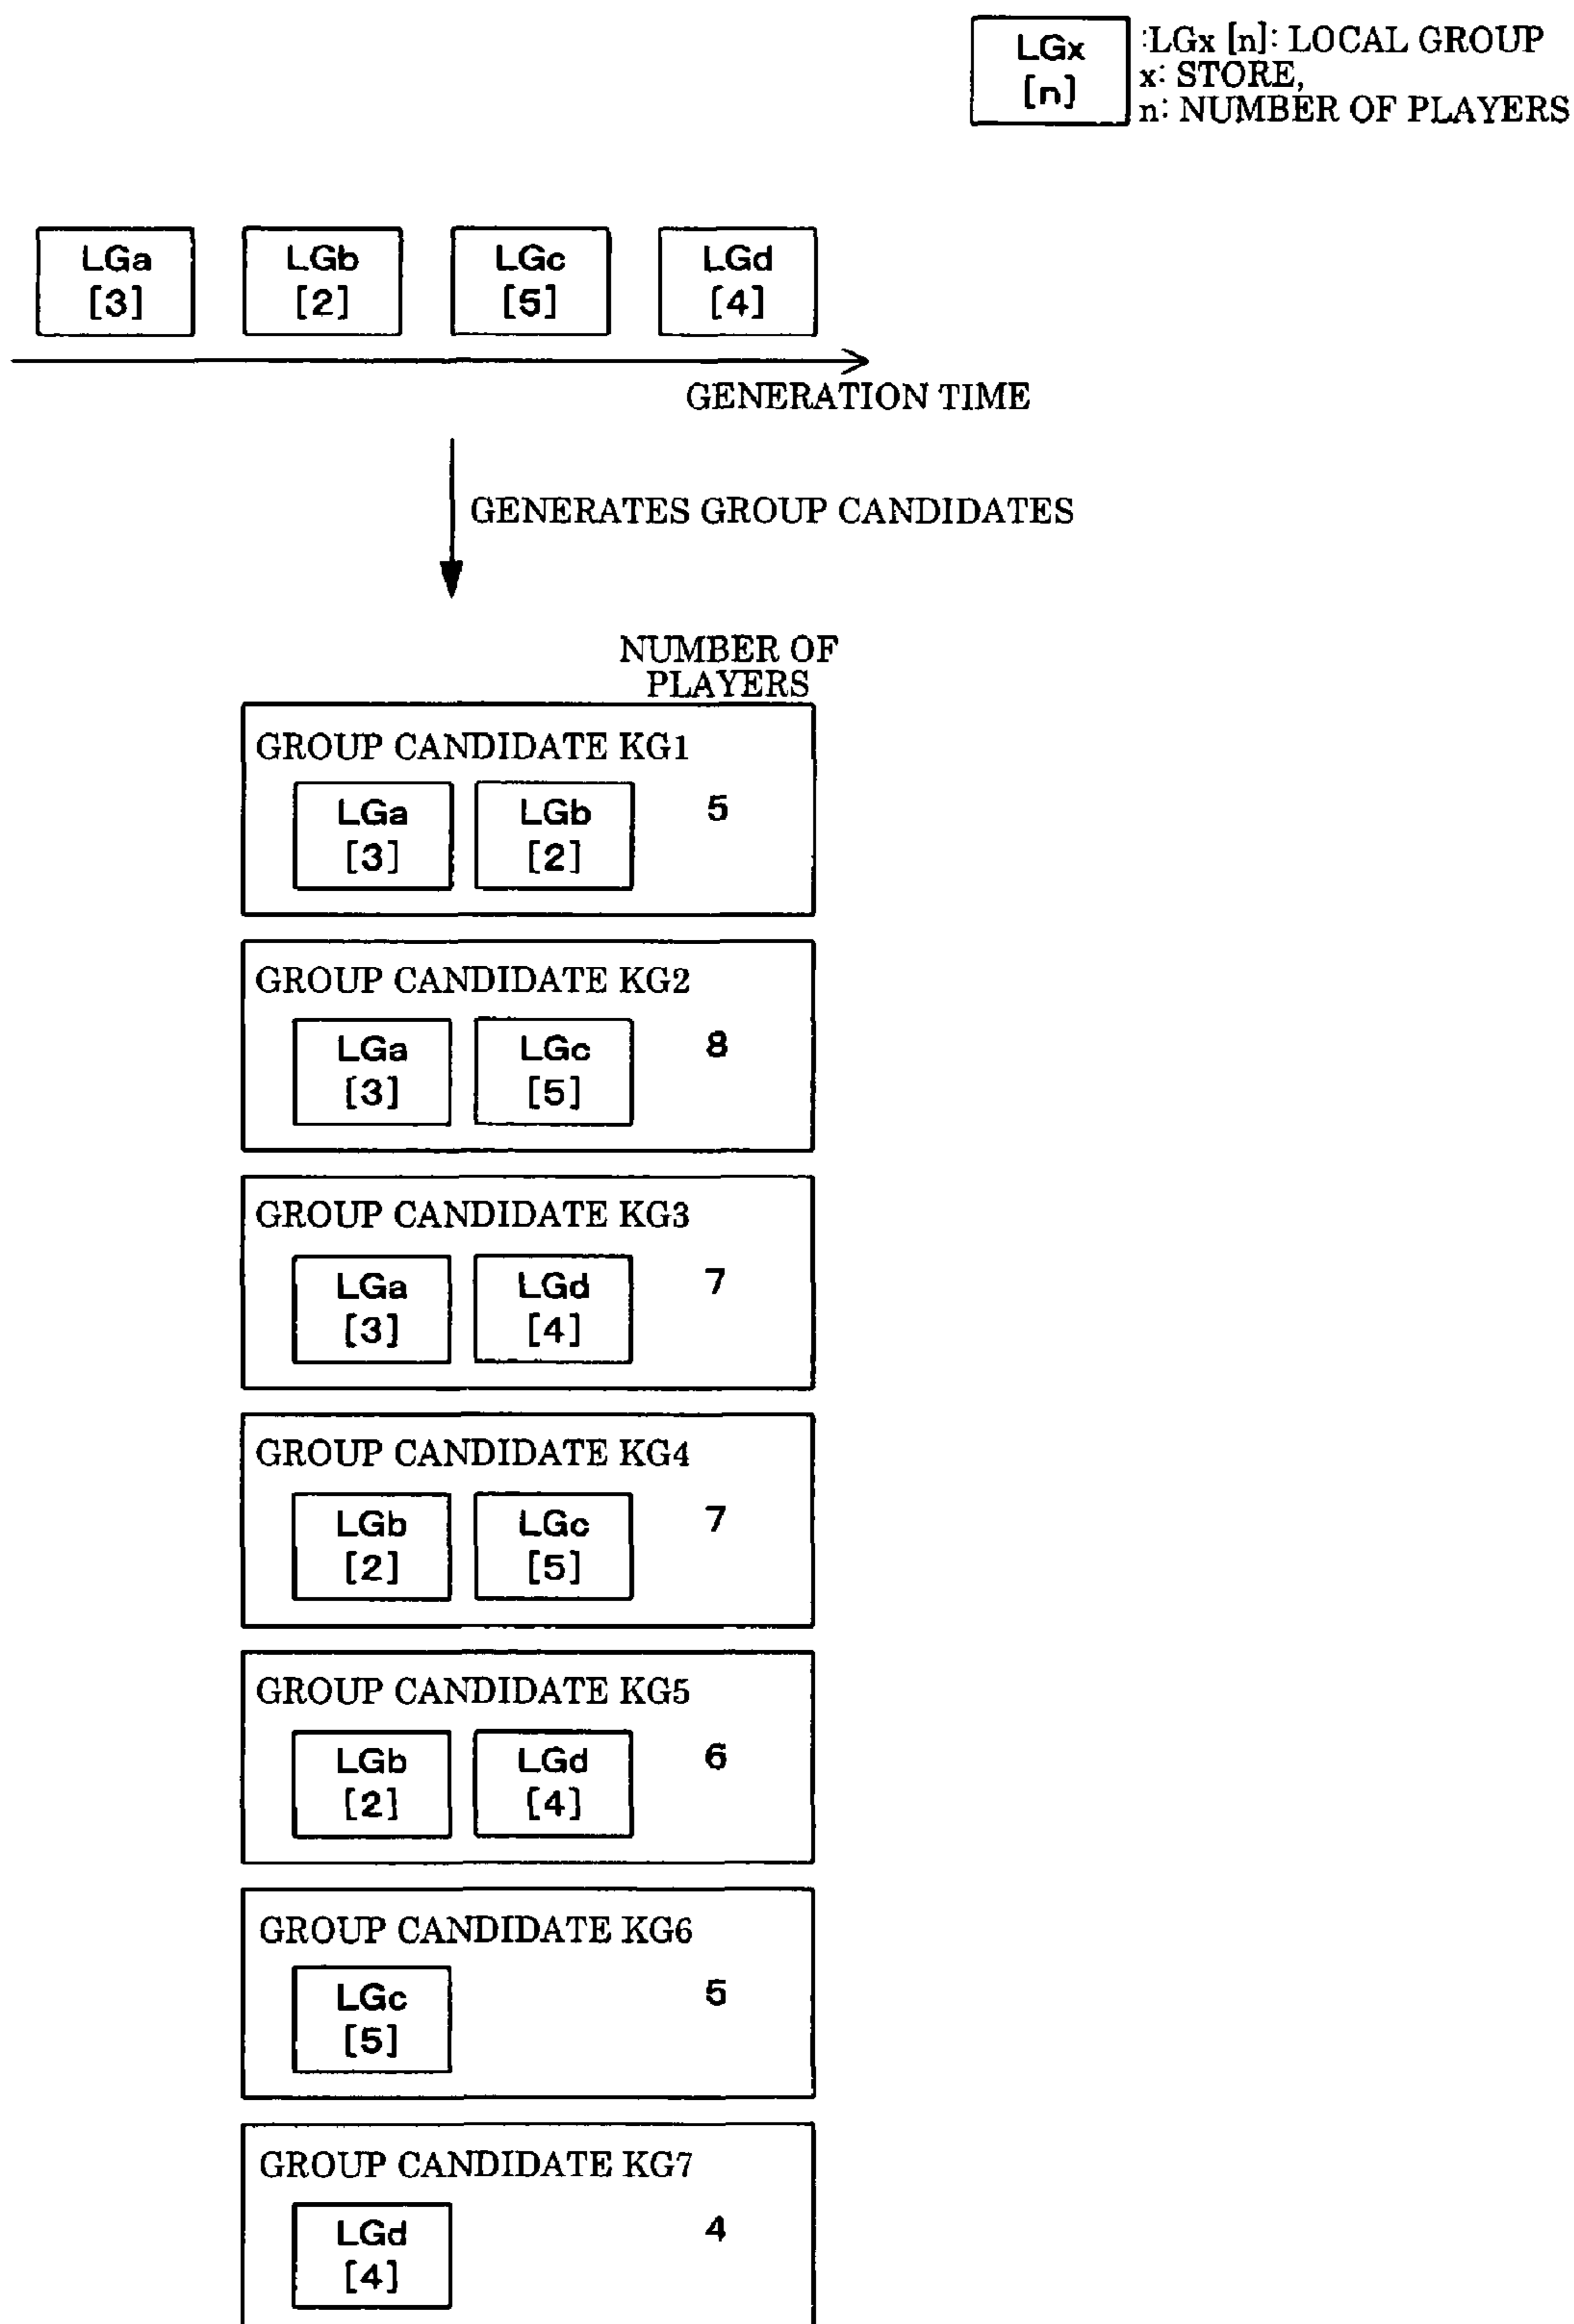 LGx
[n]
:LGx [n]: LOCAL GROUP
x: STORE,
n: NUMBER OF PLAYERS
LGa
[3]
LGb
[2]
LGc
[5]
LGd
[4]
GENERATION TIME
GENERATES GROUP CANDIDATES
NUMBER OF
PLAYERS
GROUP CANDIDATE KG1
LGa
[3]
LGb
[2]
5
GROUP CANDIDATE KG2
LGa
[3]
LGc
[5]
8
GROUP CANDIDATE KG3
LGa
[3]
LGd
[4]
7
GROUP CANDIDATE KG4
LGb
[2]
LGc
[5]
7
GROUP CANDIDATE KG5
LGb
[2]
LGd
[4]
6
GROUP CANDIDATE KG6
LGc
[5]
5
GROUP CANDIDATE KG7
LGd
[4]
4